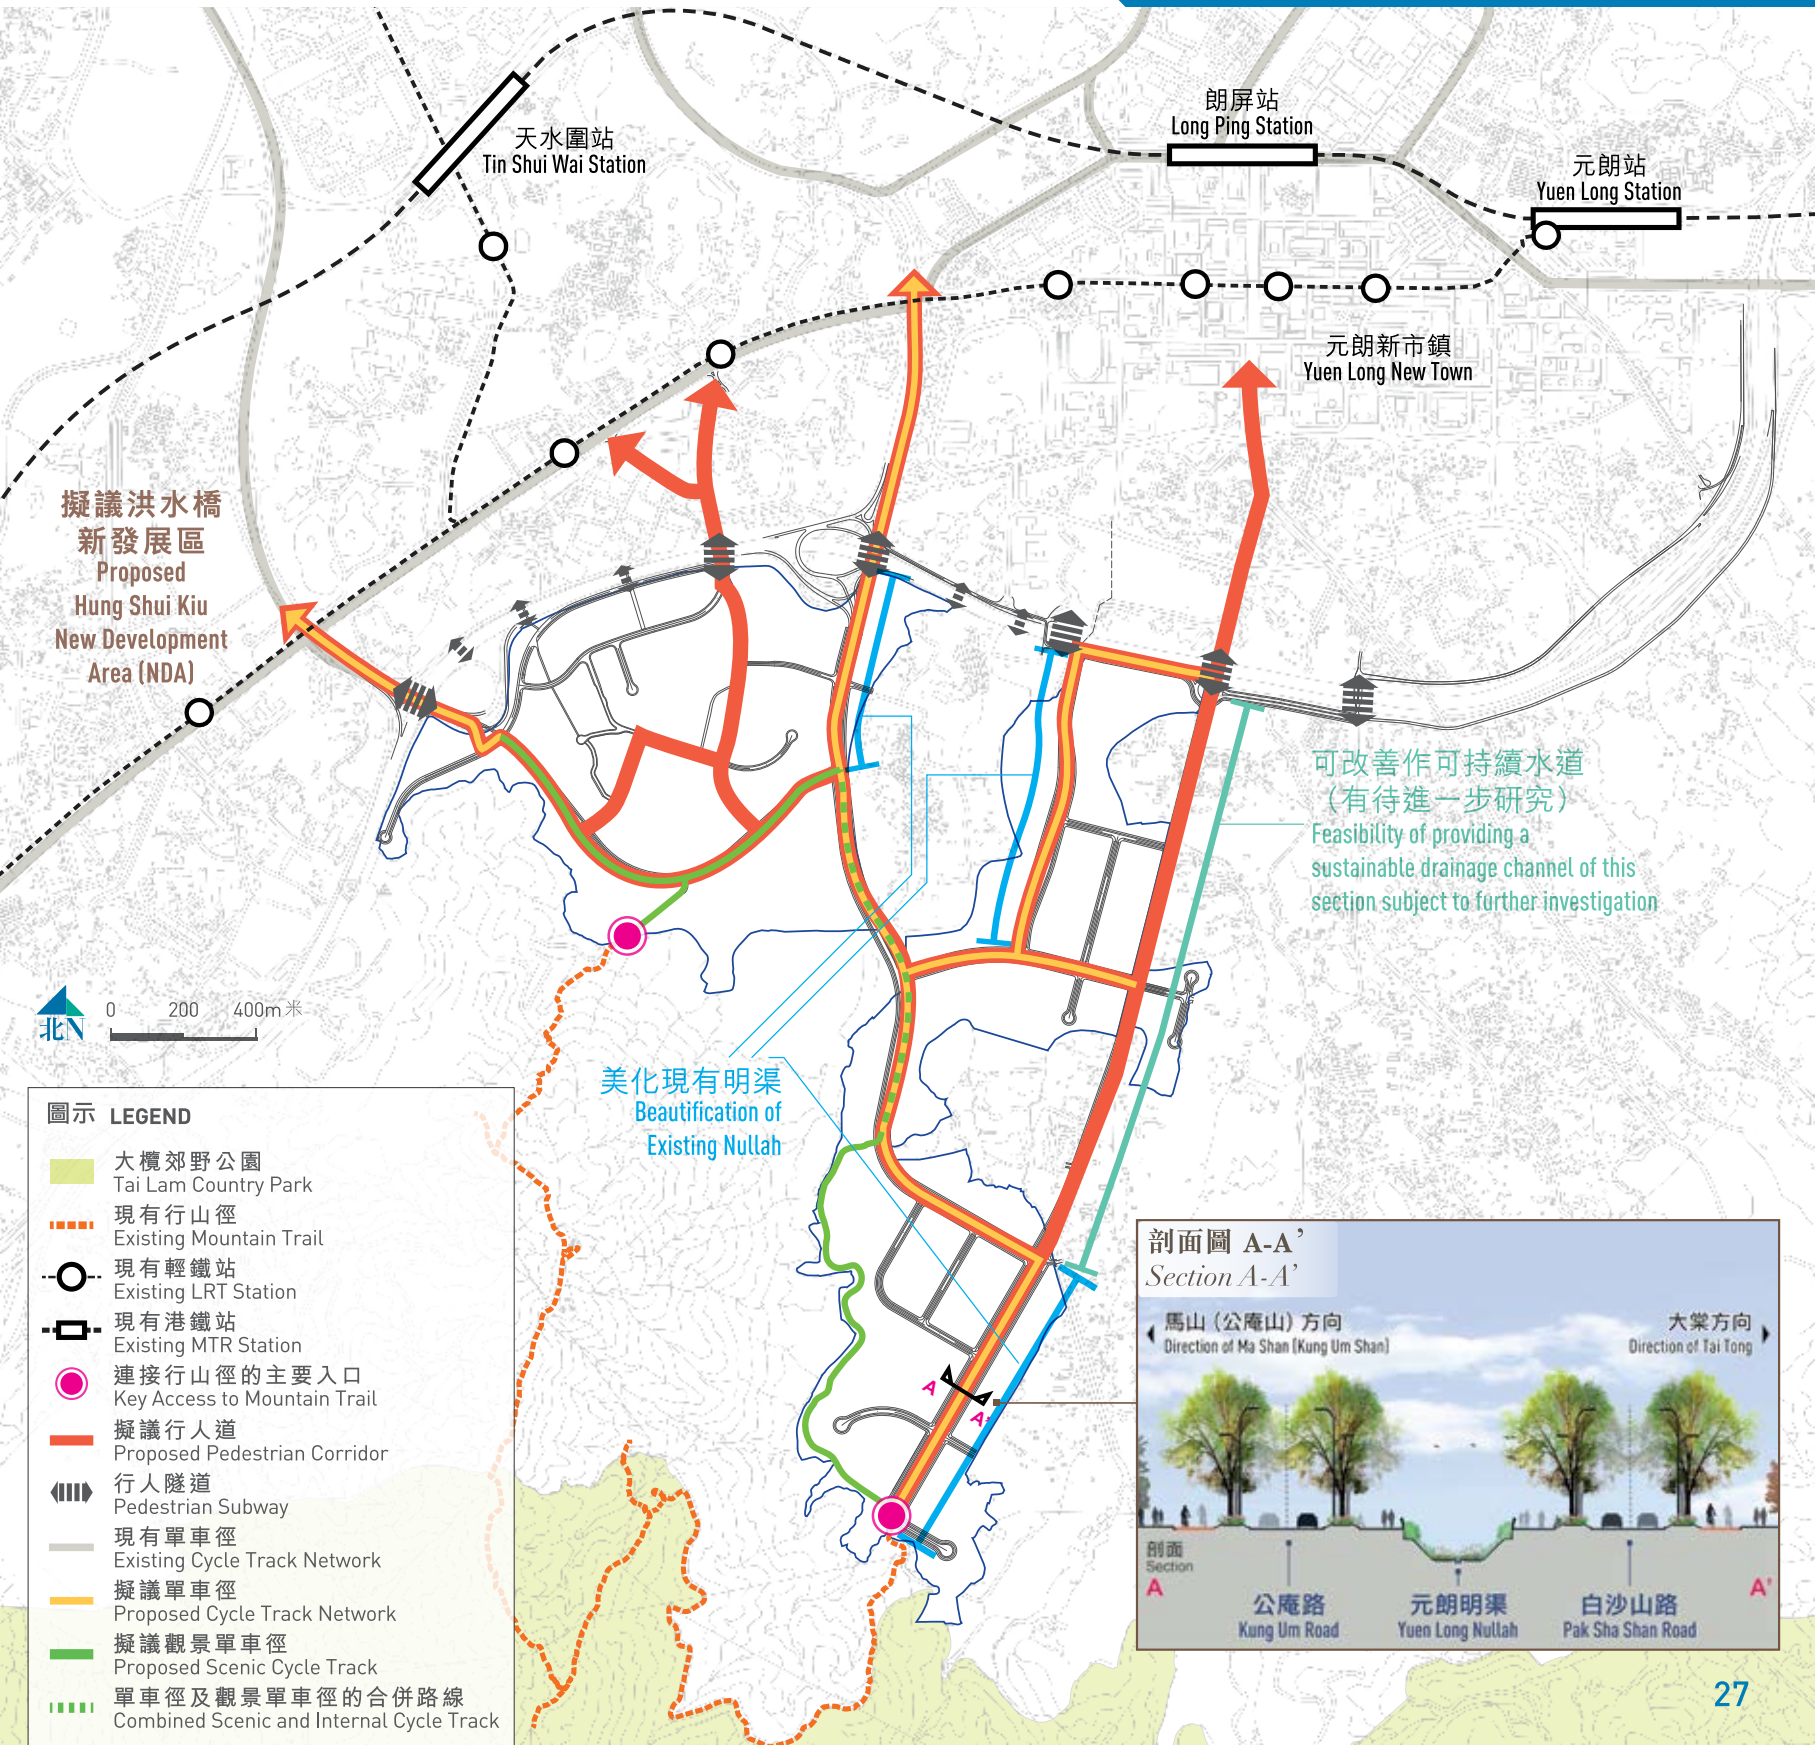 天水圍站
Tin Shui Wai Station
朗屏站
Long Ping Station
元朗站
Yuen Long Station
元朗新市鎮
Yuen Long New Town
擬議洪水橋
新發展區
Proposed
Hung Shui Kiu
New Development
Area (NDA)
可改善作可持續水道
（有待進一步研究）
Feasibility of providing a
sustainable drainage channel of this
section subject to further investigation
北 N
0 200 400m 米
美化現有明渠
Beautification of
Existing Nullah
A
A'
圖示 LEGEND
大欖郊野公園
Tai Lam Country Park
現有行山徑
Existing Mountain Trail
現有輕鐵站
Existing LRT Station
現有港鐵站
Existing MTR Station
連接行山徑的主要入口
Key Access to Mountain Trail
擬議行人道
Proposed Pedestrian Corridor
行人隧道
Pedestrian Subway
現有單車徑
Existing Cycle Track Network
擬議單車徑
Proposed Cycle Track Network
擬議觀景單車徑
Proposed Scenic Cycle Track
單車徑及觀景單車徑的合併路線
Combined Scenic and Internal Cycle Track
剖面圖 A-A’
Section A-A’
馬山（公庵山）方向
Direction of Ma Shan (Kung Um Shan)
大棠方向
Direction of Tai Tong
剖面
Section
A
A'
公庵路
Kung Um Road
元朗明渠
Yuen Long Nullah
白沙山路
Pak Sha Shan Road
27